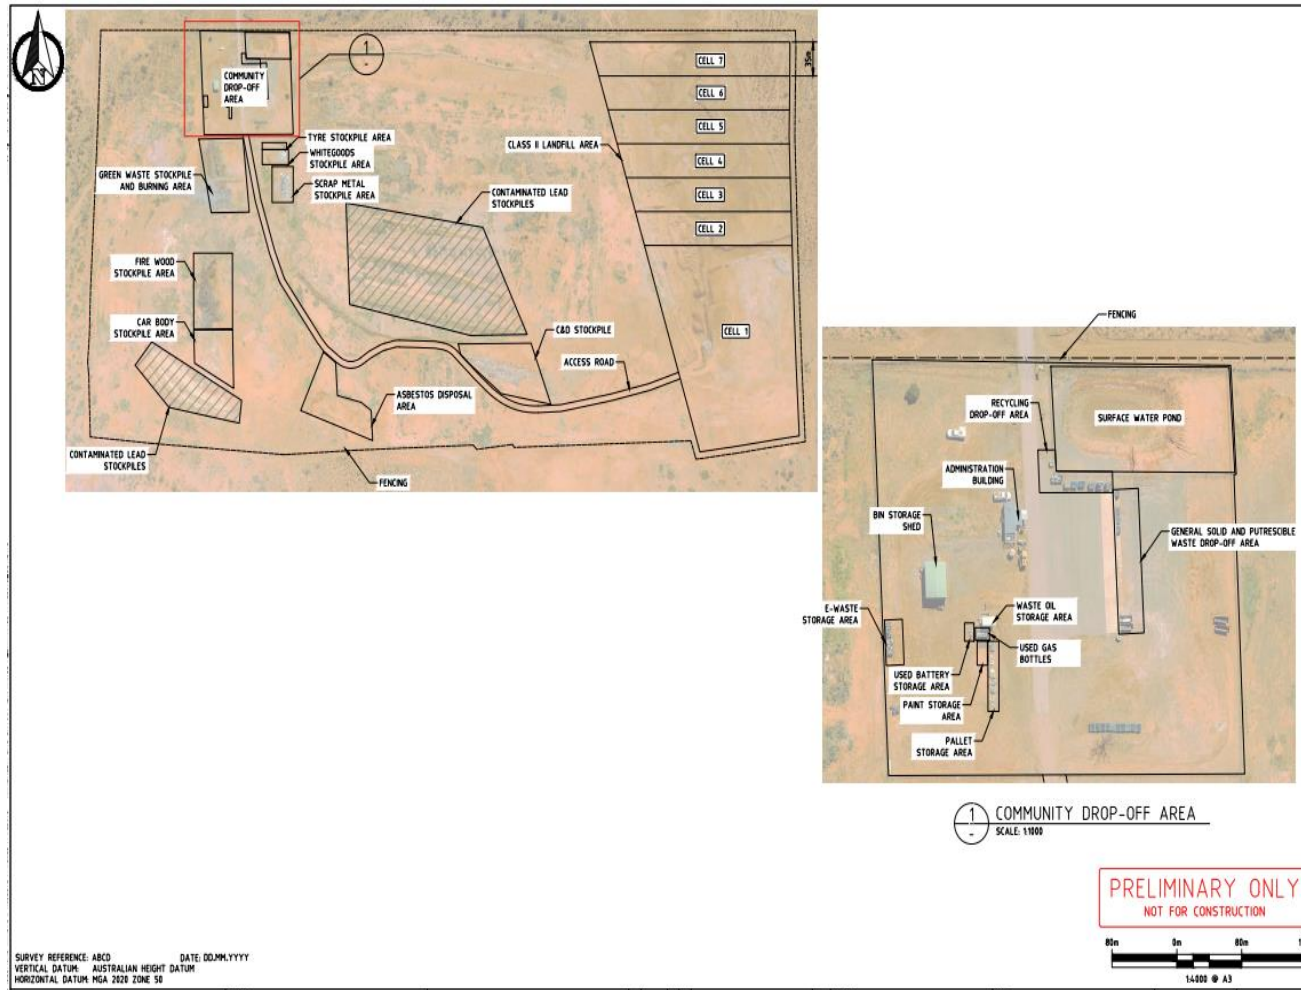 N
1
-
COMMUNITY
DROP-OFF
AREA
TYRE STOCKPILE AREA
WHITEGOODS
STOCKPILE AREA
SCRAP METAL
STOCKPILE AREA
GREEN WASTE STOCKPILE
AND BURNING AREA
CONTAMINATED LEAD
STOCKPILES
CLASS II LANDFILL AREA
CELL 7
35m
CELL 6
CELL 5
CELL 4
CELL 3
CELL 2
CELL 1
FIRE WOOD
STOCKPILE AREA
CAR BODY
STOCKPILE AREA
C&D STOCKPILE
ACCESS ROAD
ASBESTOS DISPOSAL
AREA
CONTAMINATED LEAD
STOCKPILES
FENCING
FENCING
RECYCLING
DROP-OFF AREA
SURFACE WATER POND
ADMINISTRATION
BUILDING
BIN STORAGE
SHED
GENERAL SOLID AND PUTRESCIBLE
WASTE DROP-OFF AREA
E-WASTE
STORAGE AREA
WASTE OIL
STORAGE AREA
USED GAS
BOTTLES
USED BATTERY
STORAGE AREA
PAINT STORAGE
AREA
PALLET
STORAGE AREA
1
-
COMMUNITY DROP-OFF AREA
SCALE: 1:1000
PRELIMINARY ONLY
NOT FOR CONSTRUCTION
80m 0m 80m
1:4000 @ A3
SURVEY REFERENCE: ABCD DATE: DD.MM.YYYY
VERTICAL DATUM: AUSTRALIAN HEIGHT DATUM
HORIZONTAL DATUM: MGA 2020 ZONE 50